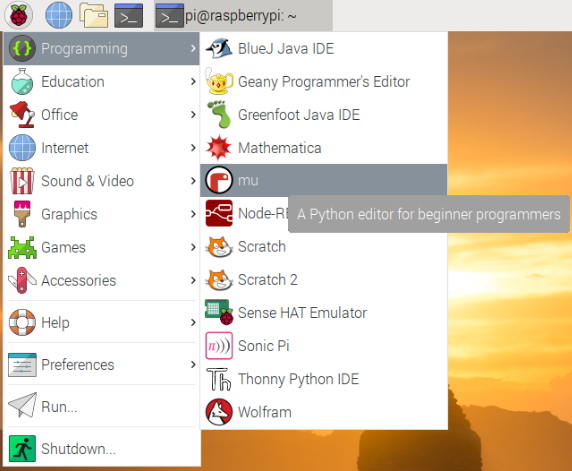 pi@raspberrypi: ~
Programming
Education
Office
Internet
Sound & Video
Graphics
Games
Accessories
Help
Preferences
Run...
Shutdown...
BlueJ Java IDE
Geany Programmer's Editor
Greenfoot Java IDE
Mathematica
mu
A Python editor for beginner programmers
Scratch
Scratch 2
Sense HAT Emulator
Sonic Pi
Thonny Python IDE
Wolfram